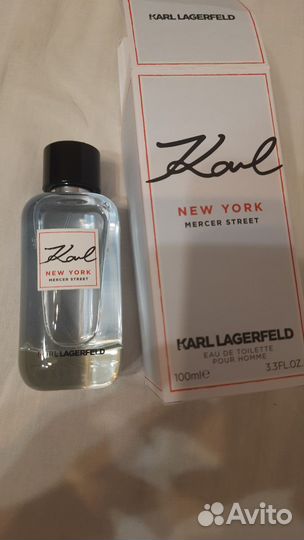 KARL LAGERFELD
Karl
NEW YORK
MERCER STREET
KARL LAGERFELD
EAU DE TOILETTE
POUR HOMME
100ml℮ 3.3FL.OZ
Karl
NEW YORK
MERCER STREET
KARL LAGERFELD
Avito